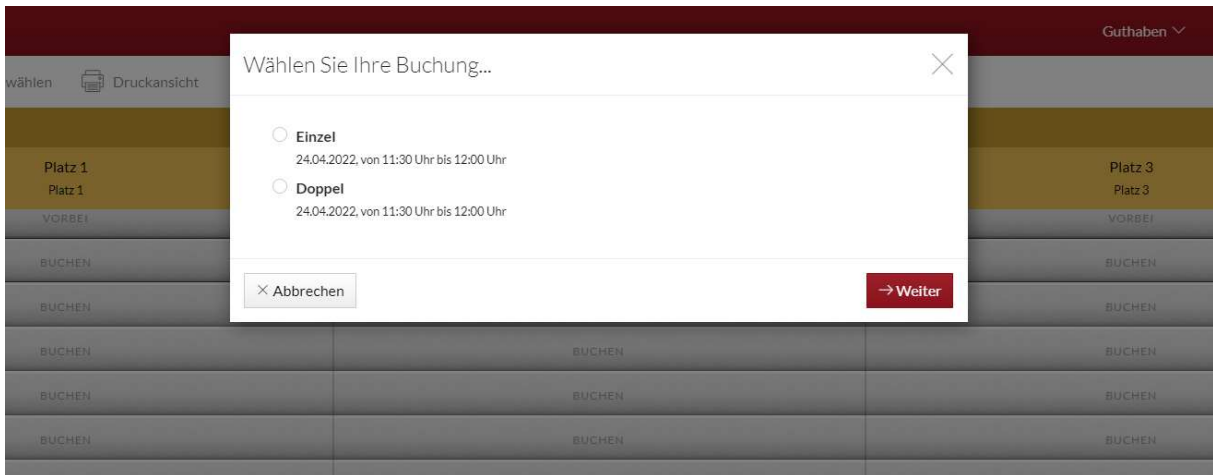 Guthaben
Wählen Sie Ihre Buchung...
wählen Druckansicht
Einzel
24.04.2022, von 11:30 Uhr bis 12:00 Uhr
Doppel
24.04.2022, von 11:30 Uhr bis 12:00 Uhr
Platz 1 Platz 3
Platz 1 Platz 3
VORBEI VORBEI
BUCHEN BUCHEN
Abbrechen Weiter
BUCHEN BUCHEN
BUCHEN BUCHEN BUCHEN
BUCHEN BUCHEN BUCHEN
BUCHEN BUCHEN BUCHEN